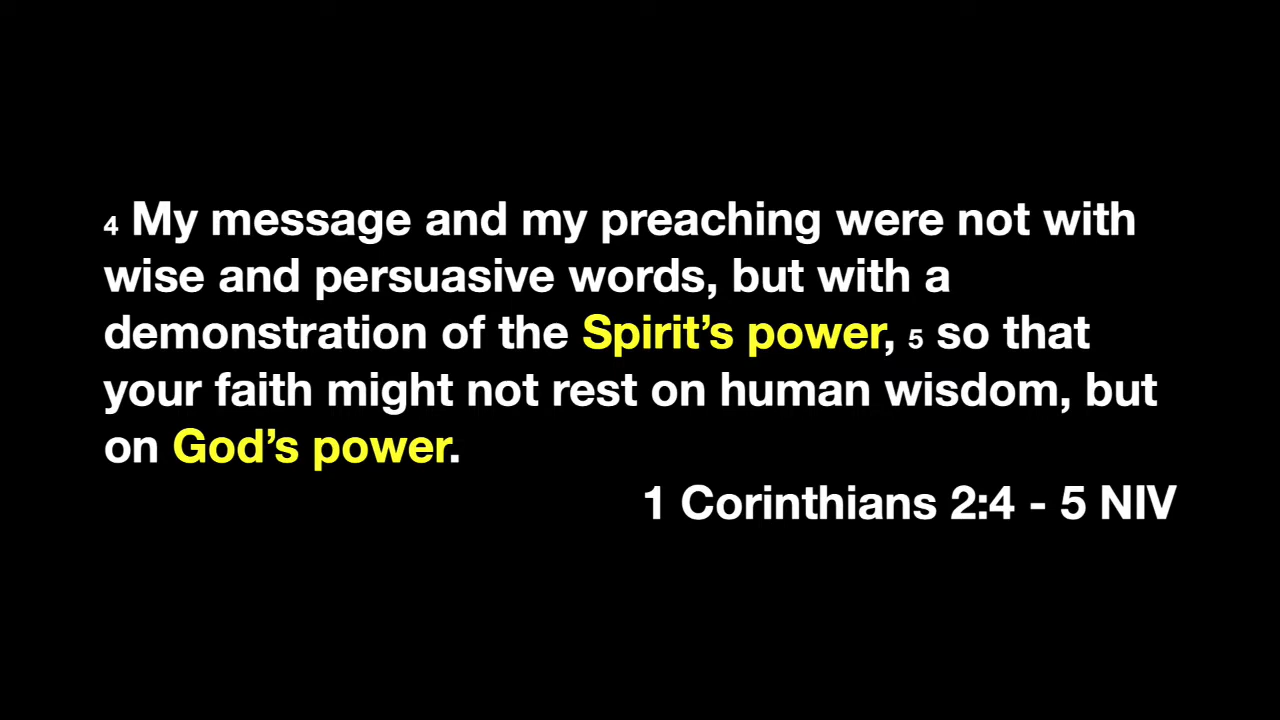 4 My message and my preaching were not with
wise and persuasive words, but with a
demonstration of the Spirit’s power, 5 so that
your faith might not rest on human wisdom, but
on God’s power.
1 Corinthians 2:4 - 5 NIV